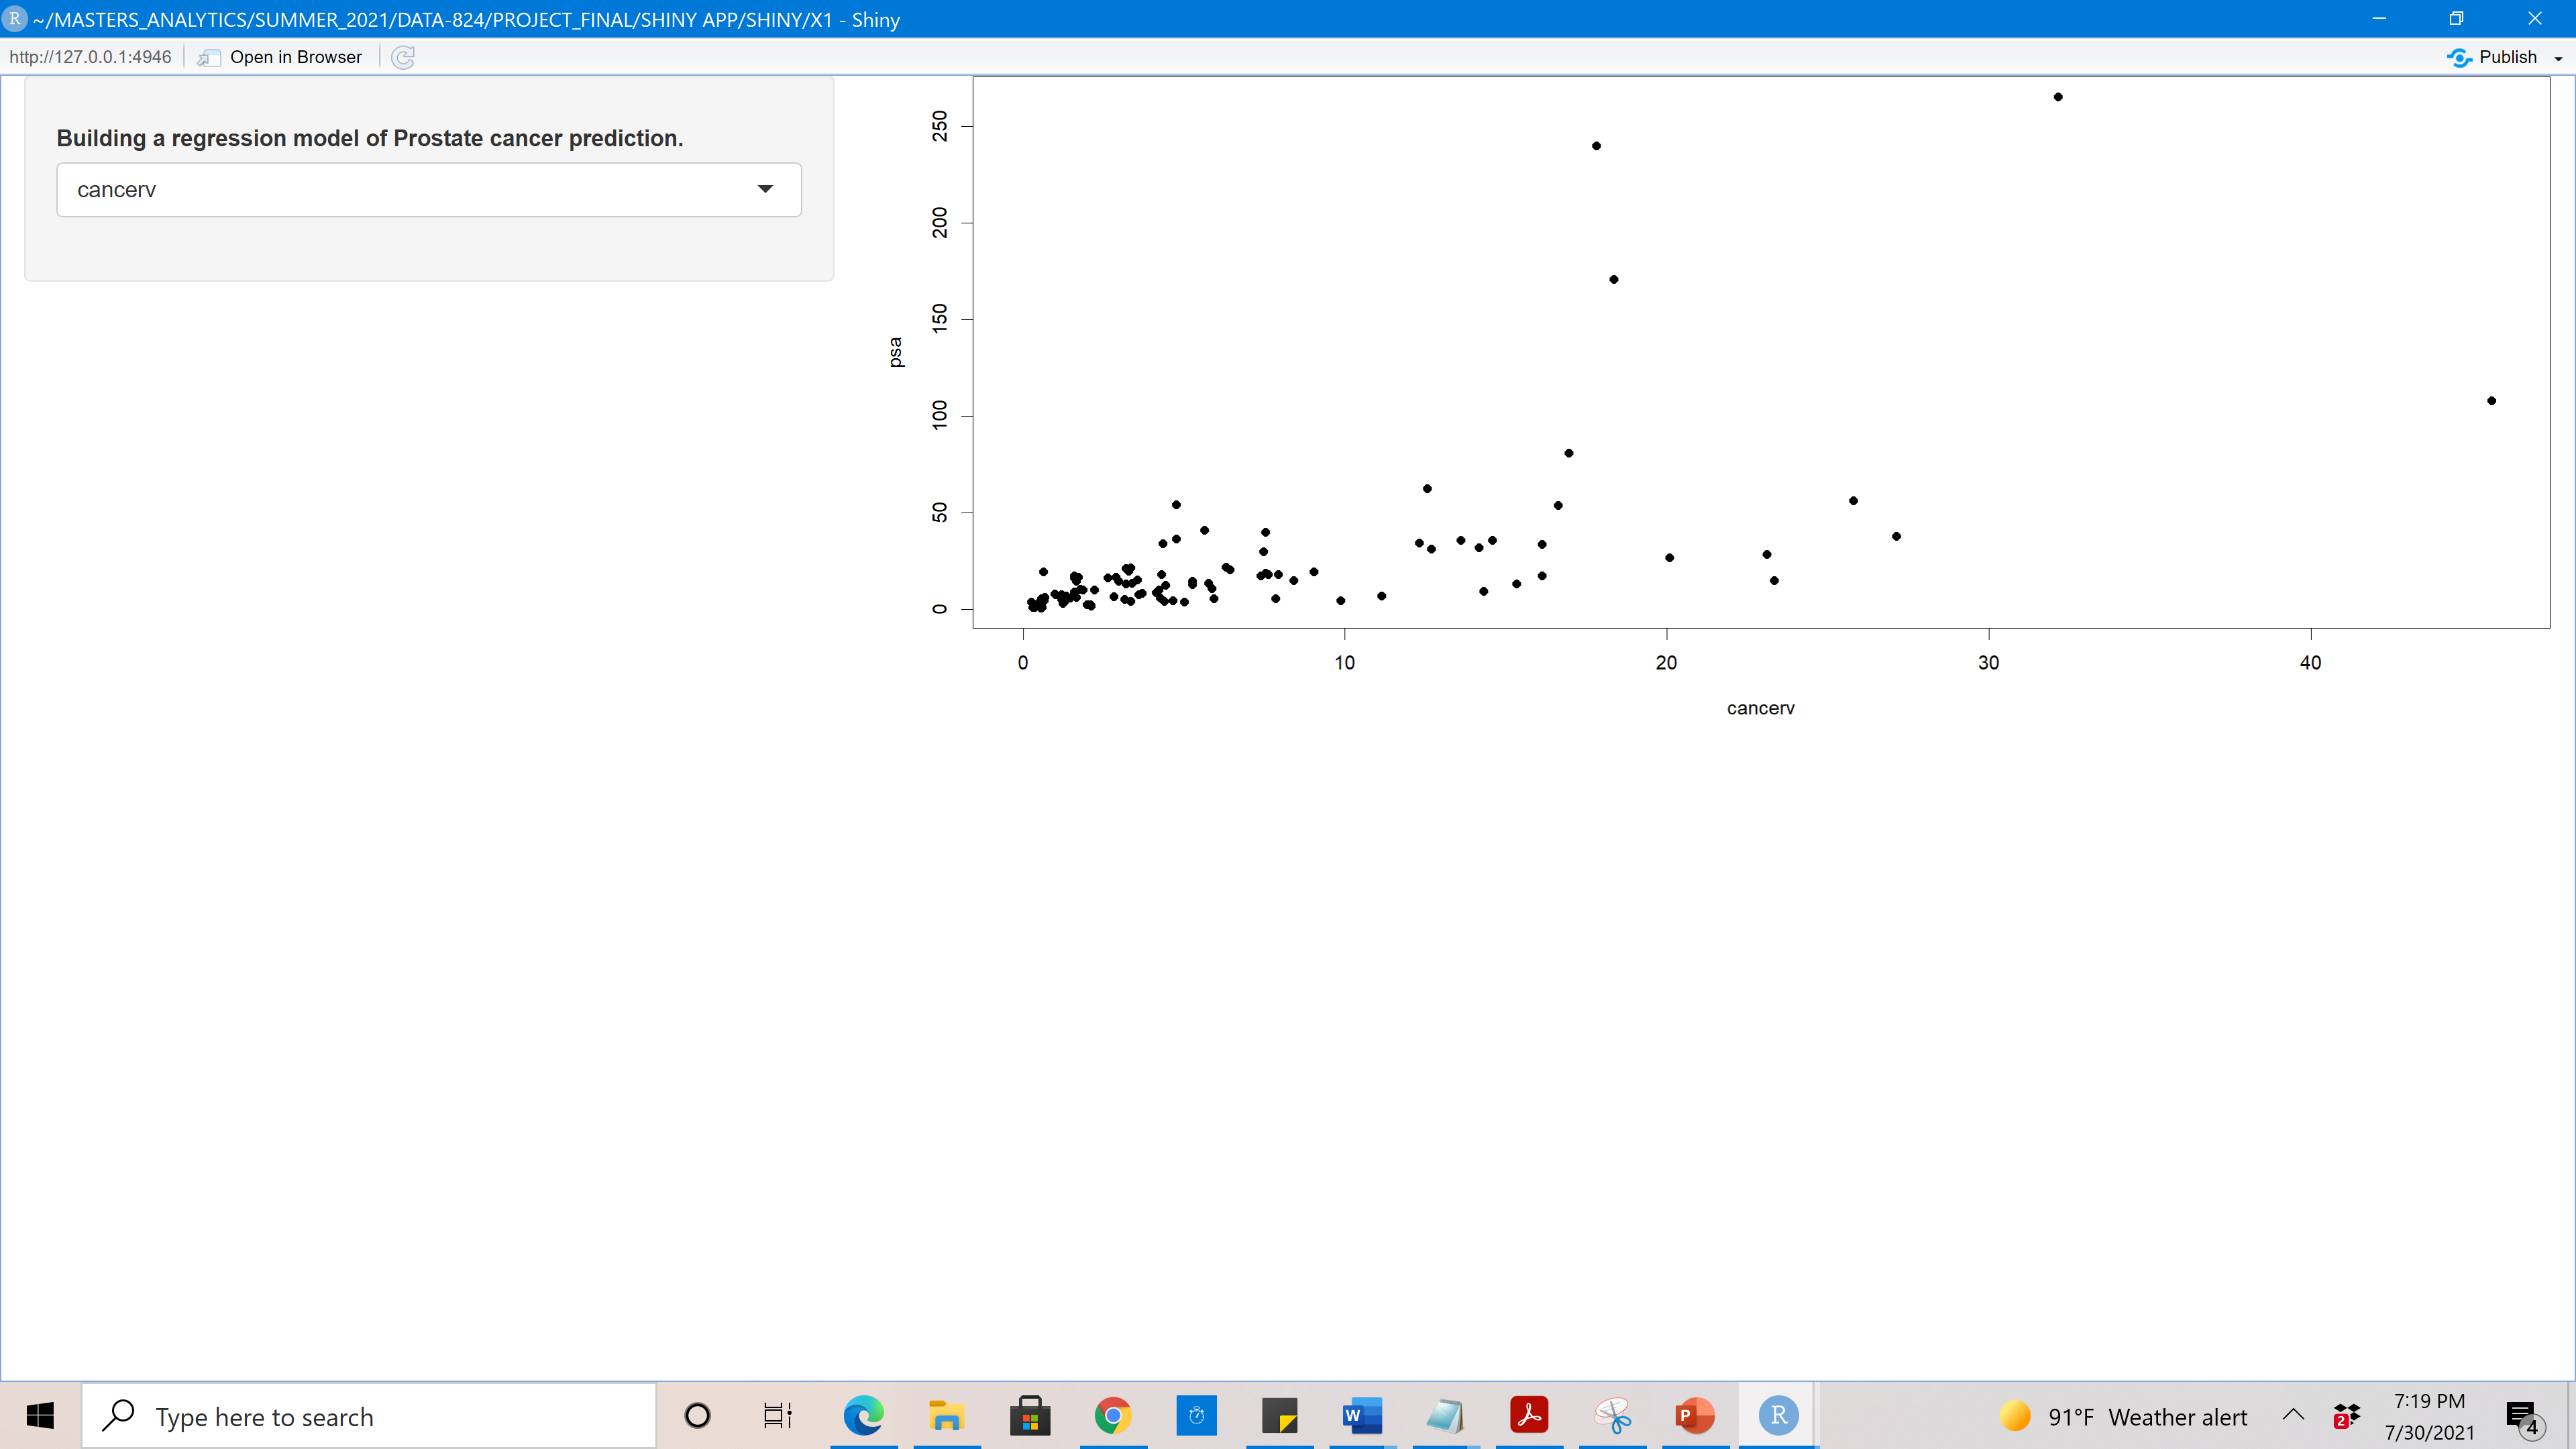 R ~/MASTERS_ANALYTICS/SUMMER_2021/DATA-824/PROJECT_FINAL/SHINY APP/SHINY/X1 - Shiny
http://127.0.0.1:4946 Open in Browser Publish
Building a regression model of Prostate cancer prediction.
cancerv
psa
250
200
150
100
50
0
0 10 20 30 40
cancerv
Type here to search
W
P
R
91°F Weather alert
2
7:19 PM
7/30/2021
4